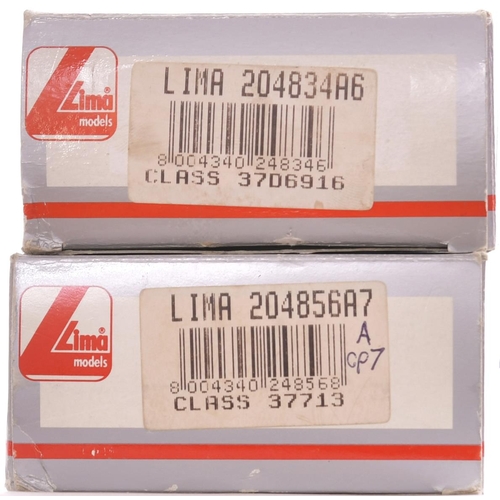 Lima®
models
LIMA 204834A6
8 004340 248346
CLASS 37D6916
Lima®
models
LIMA 204856A7
A
CP7
8 004340 248568
CLASS 37713